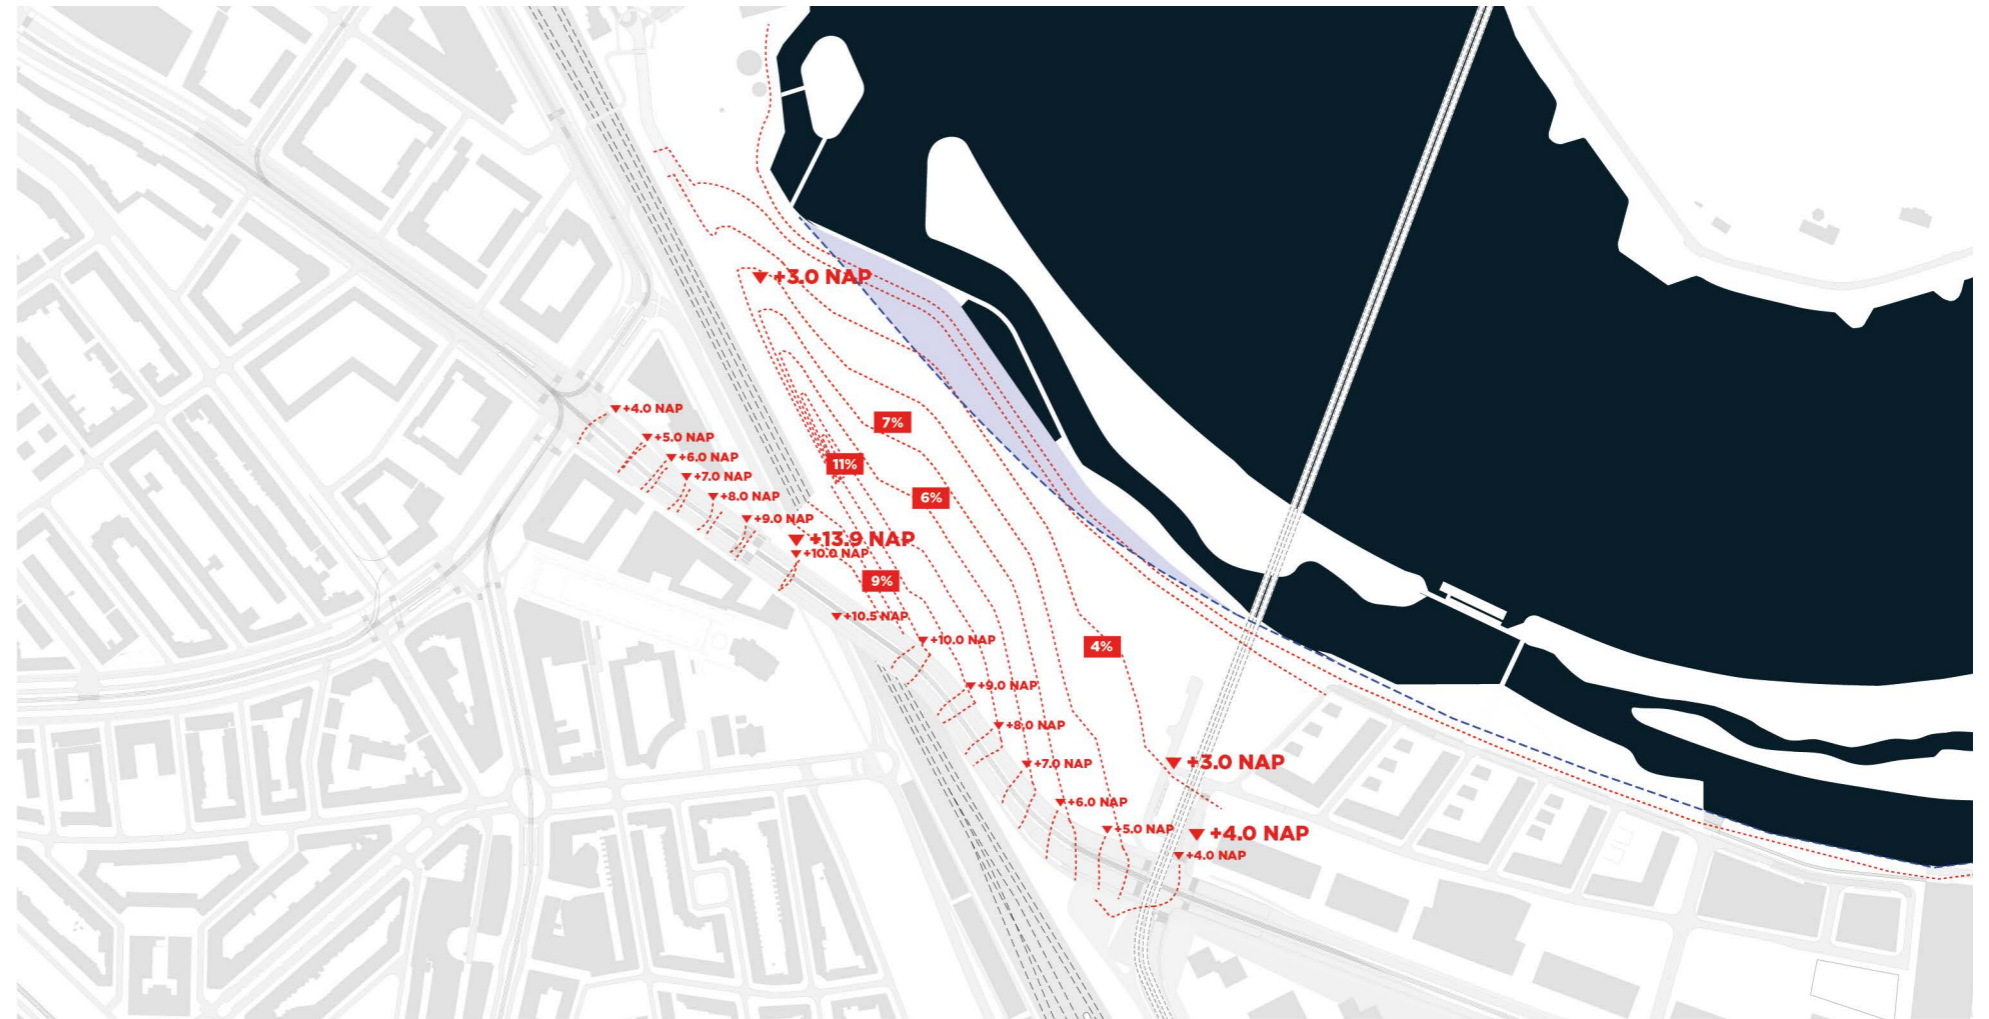 +3.0 NAP
+4.0 NAP
7%
+5.0 NAP
+6.0 NAP
11%
+7.0 NAP
+8.0 NAP
6%
+9.0 NAP
+13.9 NAP
+10.0 NAP
9%
+10.5 NAP
+10.0 NAP
4%
+9.0 NAP
+8.0 NAP
+7.0 NAP
+3.0 NAP
+6.0 NAP
+5.0 NAP
+4.0 NAP
+4.0 NAP